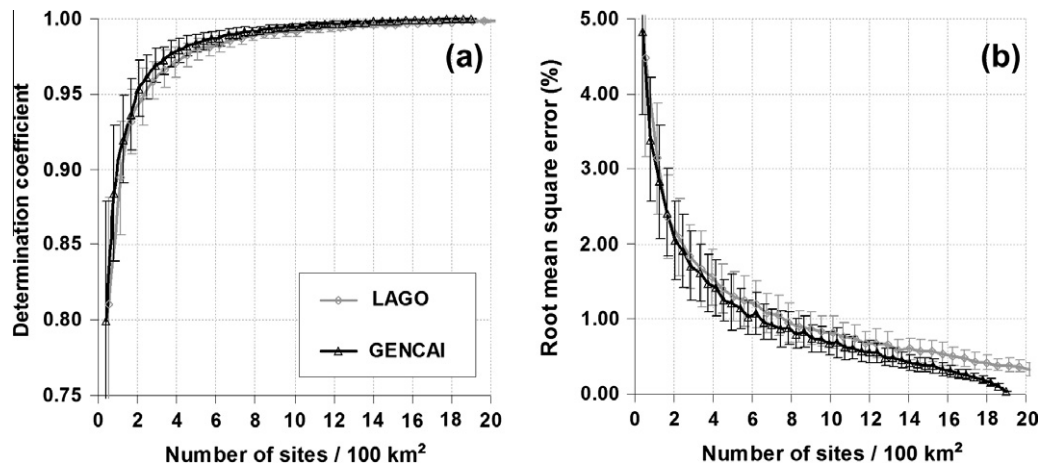 (a)
Determination coefficient
1.00
0.95
0.90
0.85
0.80
0.75
LAGO
GENCAI
0 2 4 6 8 10 12 14 16 18 20
Number of sites / 100 km²
(b)
Root mean square error (%)
5.00
4.00
3.00
2.00
1.00
0.00
0 2 4 6 8 10 12 14 16 18 20
Number of sites / 100 km²